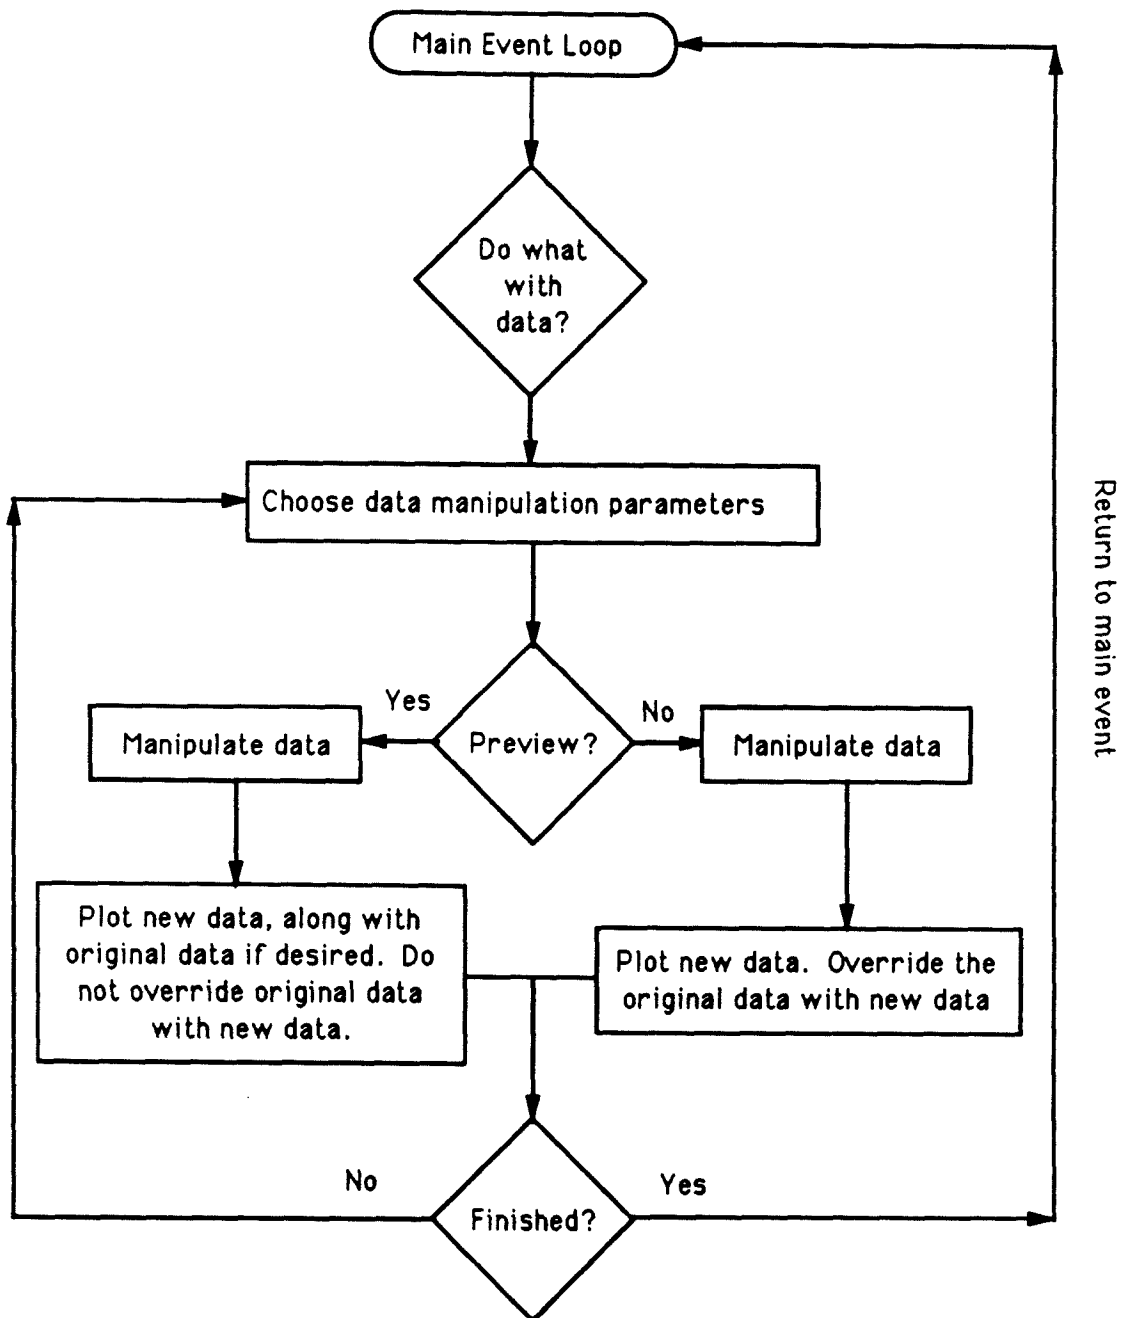 Main Event Loop
Do what
with
data?
Choose data manipulation parameters
Return to main event
Yes
No
Manipulate data
Preview?
Manipulate data
Plot new data, along with
original data if desired. Do
not override original data
with new data.
Plot new data. Override the
original data with new data
No
Yes
Finished?